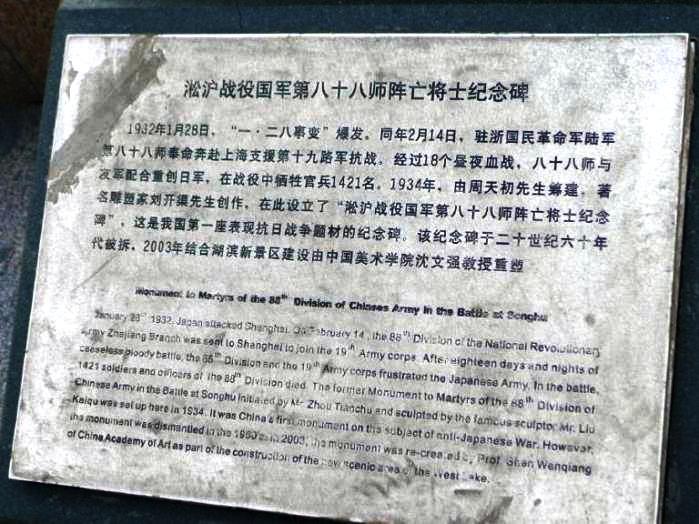 淞沪战役国军第八十八师阵亡将士纪念碑
1932年1月28日，“一·二八事变”爆发。同年2月14日，驻浙国民革命军陆军
第八十八师奉命奔赴上海支援第十九路军抗战。经过18个昼夜血战，八十八师与
友军配合重创日军，在战役中牺牲官兵1421名。1934年，由周天初先生筹建，著
名雕塑家刘开渠先生创作，在此设立了“淞沪战役国军第八十八师阵亡将士纪念
碑”，这是我国第一座表现抗日战争题材的纪念碑。该纪念碑于二十世纪六十年
代被拆，2003年结合湖滨新景区建设由中国美术学院沈文强教授重塑
Monument to Martyrs of the 88th Division of Chinses Army in the Battle at Songhu
January 28th 1932, Japan attacked Shanghai. On February 14, the 88th Division of the National Revolutionary
Army Zhejiang Branch was sent to Shanghai to join the 19th Army corps. After eighteen days and nights of
ceaseless bloody battle, the 88th Division and the 19th Army corps frustrated the Japanese Army. In the battle,
1421 soldiers and officers of the 88th Division died. The former Monument to Martyrs of the 88th Division of
Chinese Army in the Battle at Songhu initiated by Mr. Zhou Tianchu and sculpted by the famous sculptor Mr. Liu
Kaiqu was set up here in 1934. It was China's first monument on the subject of anti-Japanese War. However,
the monument was dismantled in the 1960's. In 2003, the monument was re-created by Prof. Shen Wenqiang
of China Academy of Art as part of the construction of the new scenic area of the West Lake.